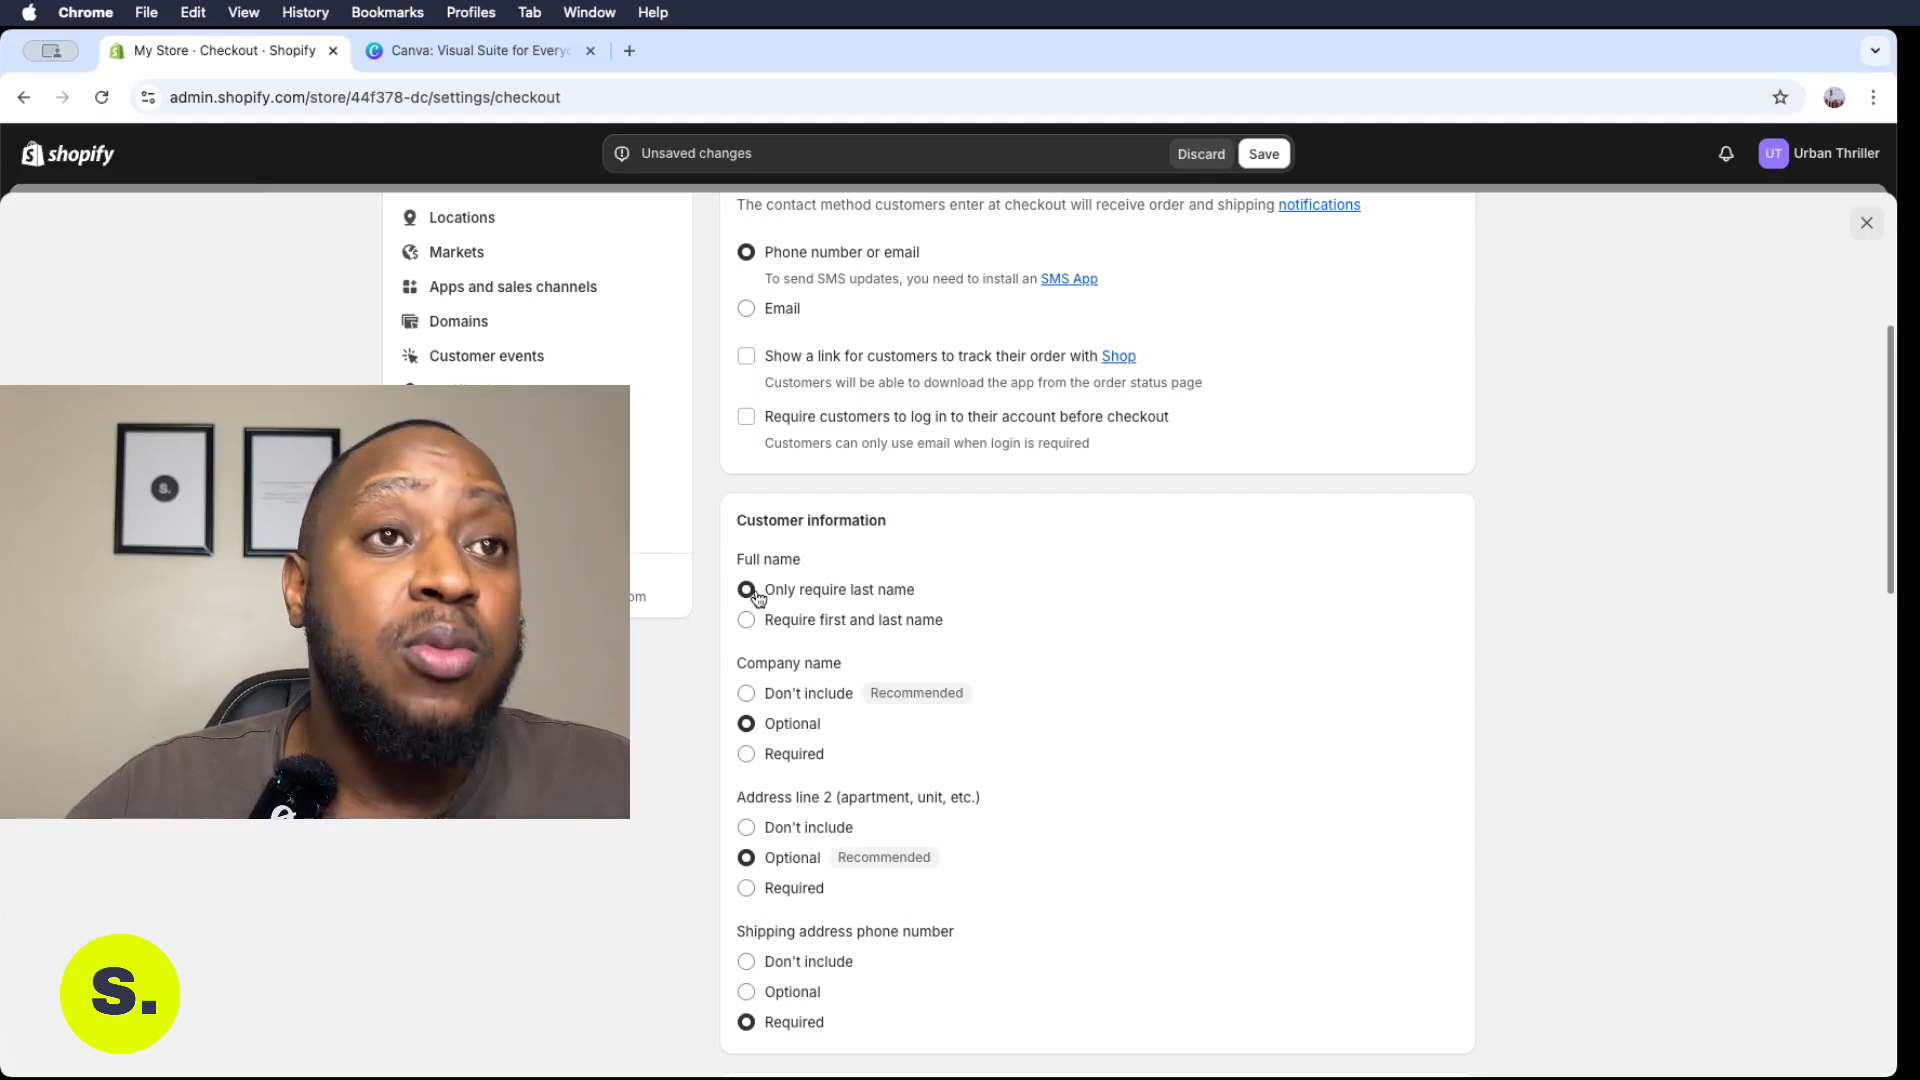 Chrome File Edit View History Bookmarks Profiles Tab Window Help
My Store · Checkout · Shopify
Canva: Visual Suite for Every
admin.shopify.com/store/44f378-dc/settings/checkout
shopify
Unsaved changes
Discard
Save
UT
Urban Thriller
Locations
Markets
Apps and sales channels
Domains
Customer events
om
The contact method customers enter at checkout will receive order and shipping notifications
Phone number or email
To send SMS updates, you need to install an SMS App
Email
Show a link for customers to track their order with Shop
Customers will be able to download the app from the order status page
Require customers to log in to their account before checkout
Customers can only use email when login is required
Customer information
Full name
Only require last name
Require first and last name
Company name
Don't include Recommended
Optional
Required
Address line 2 (apartment, unit, etc.)
Don't include
Optional Recommended
Required
Shipping address phone number
Don't include
Optional
Required
s.
s.